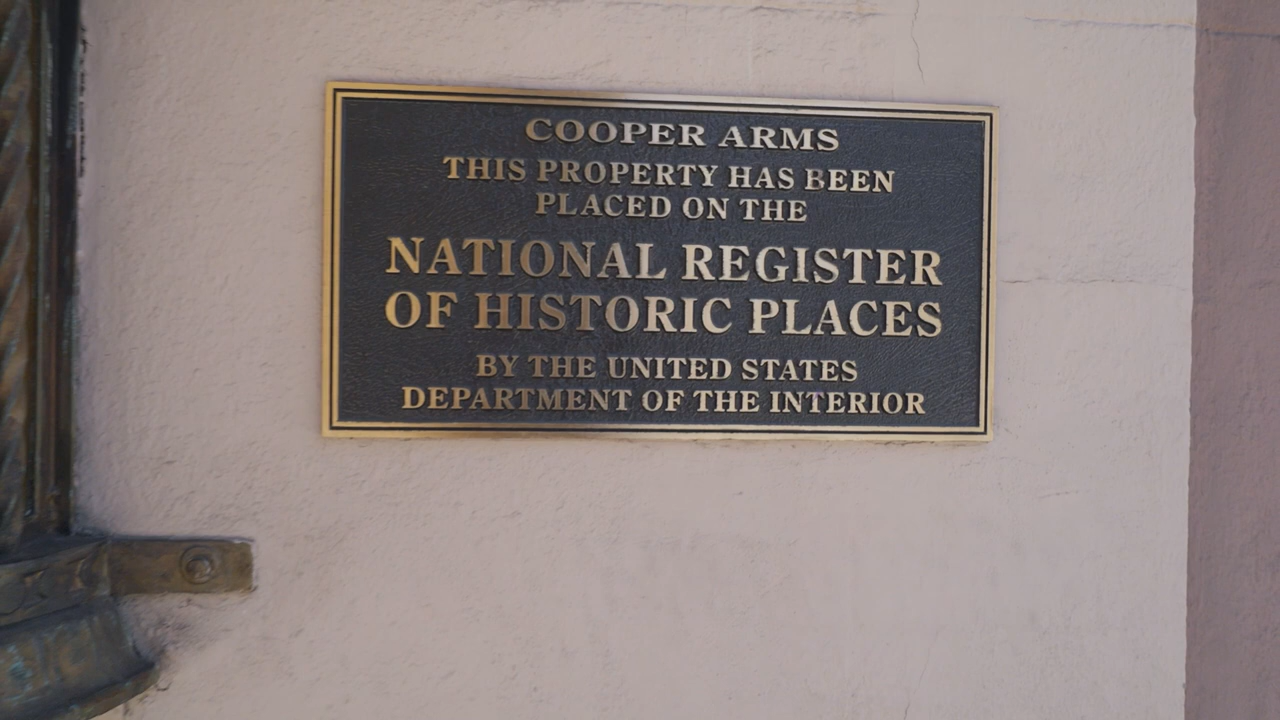 COOPER ARMS
THIS PROPERTY HAS BEEN
PLACED ON THE
NATIONAL REGISTER
OF HISTORIC PLACES
BY THE UNITED STATES
DEPARTMENT OF THE INTERIOR